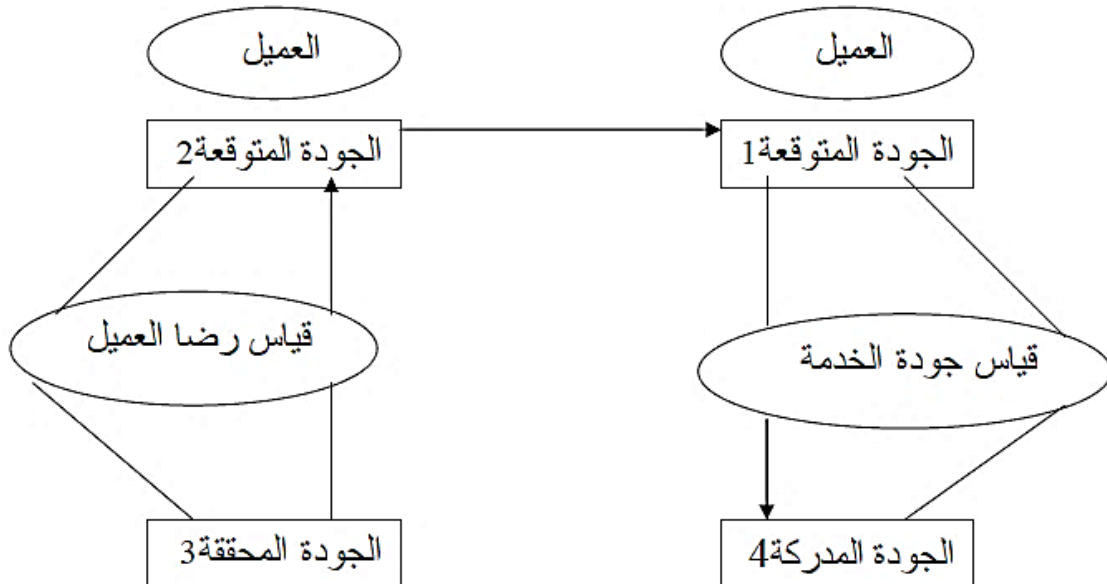 العميل
العميل
الجودة المتوقعة1
الجودة المتوقعة2
قياس جودة الخدمة
قياس رضا العميل
الجودة المدركة4
الجودة المحققة3